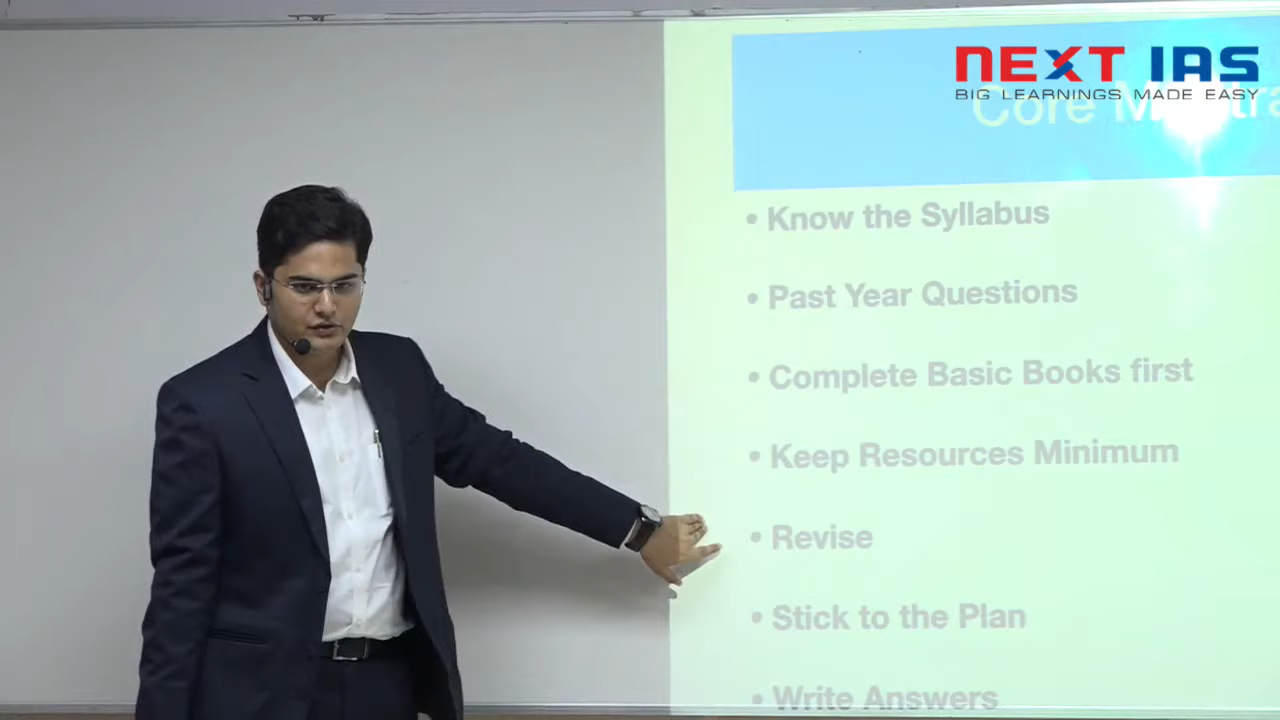 NEXT IAS
BIG LEARNINGS MADE EASY
Core
• Know the Syllabus
• Past Year Questions
• Complete Basic Books first
• Keep Resources Minimum
• Revise
• Stick to the Plan
• Write Answers